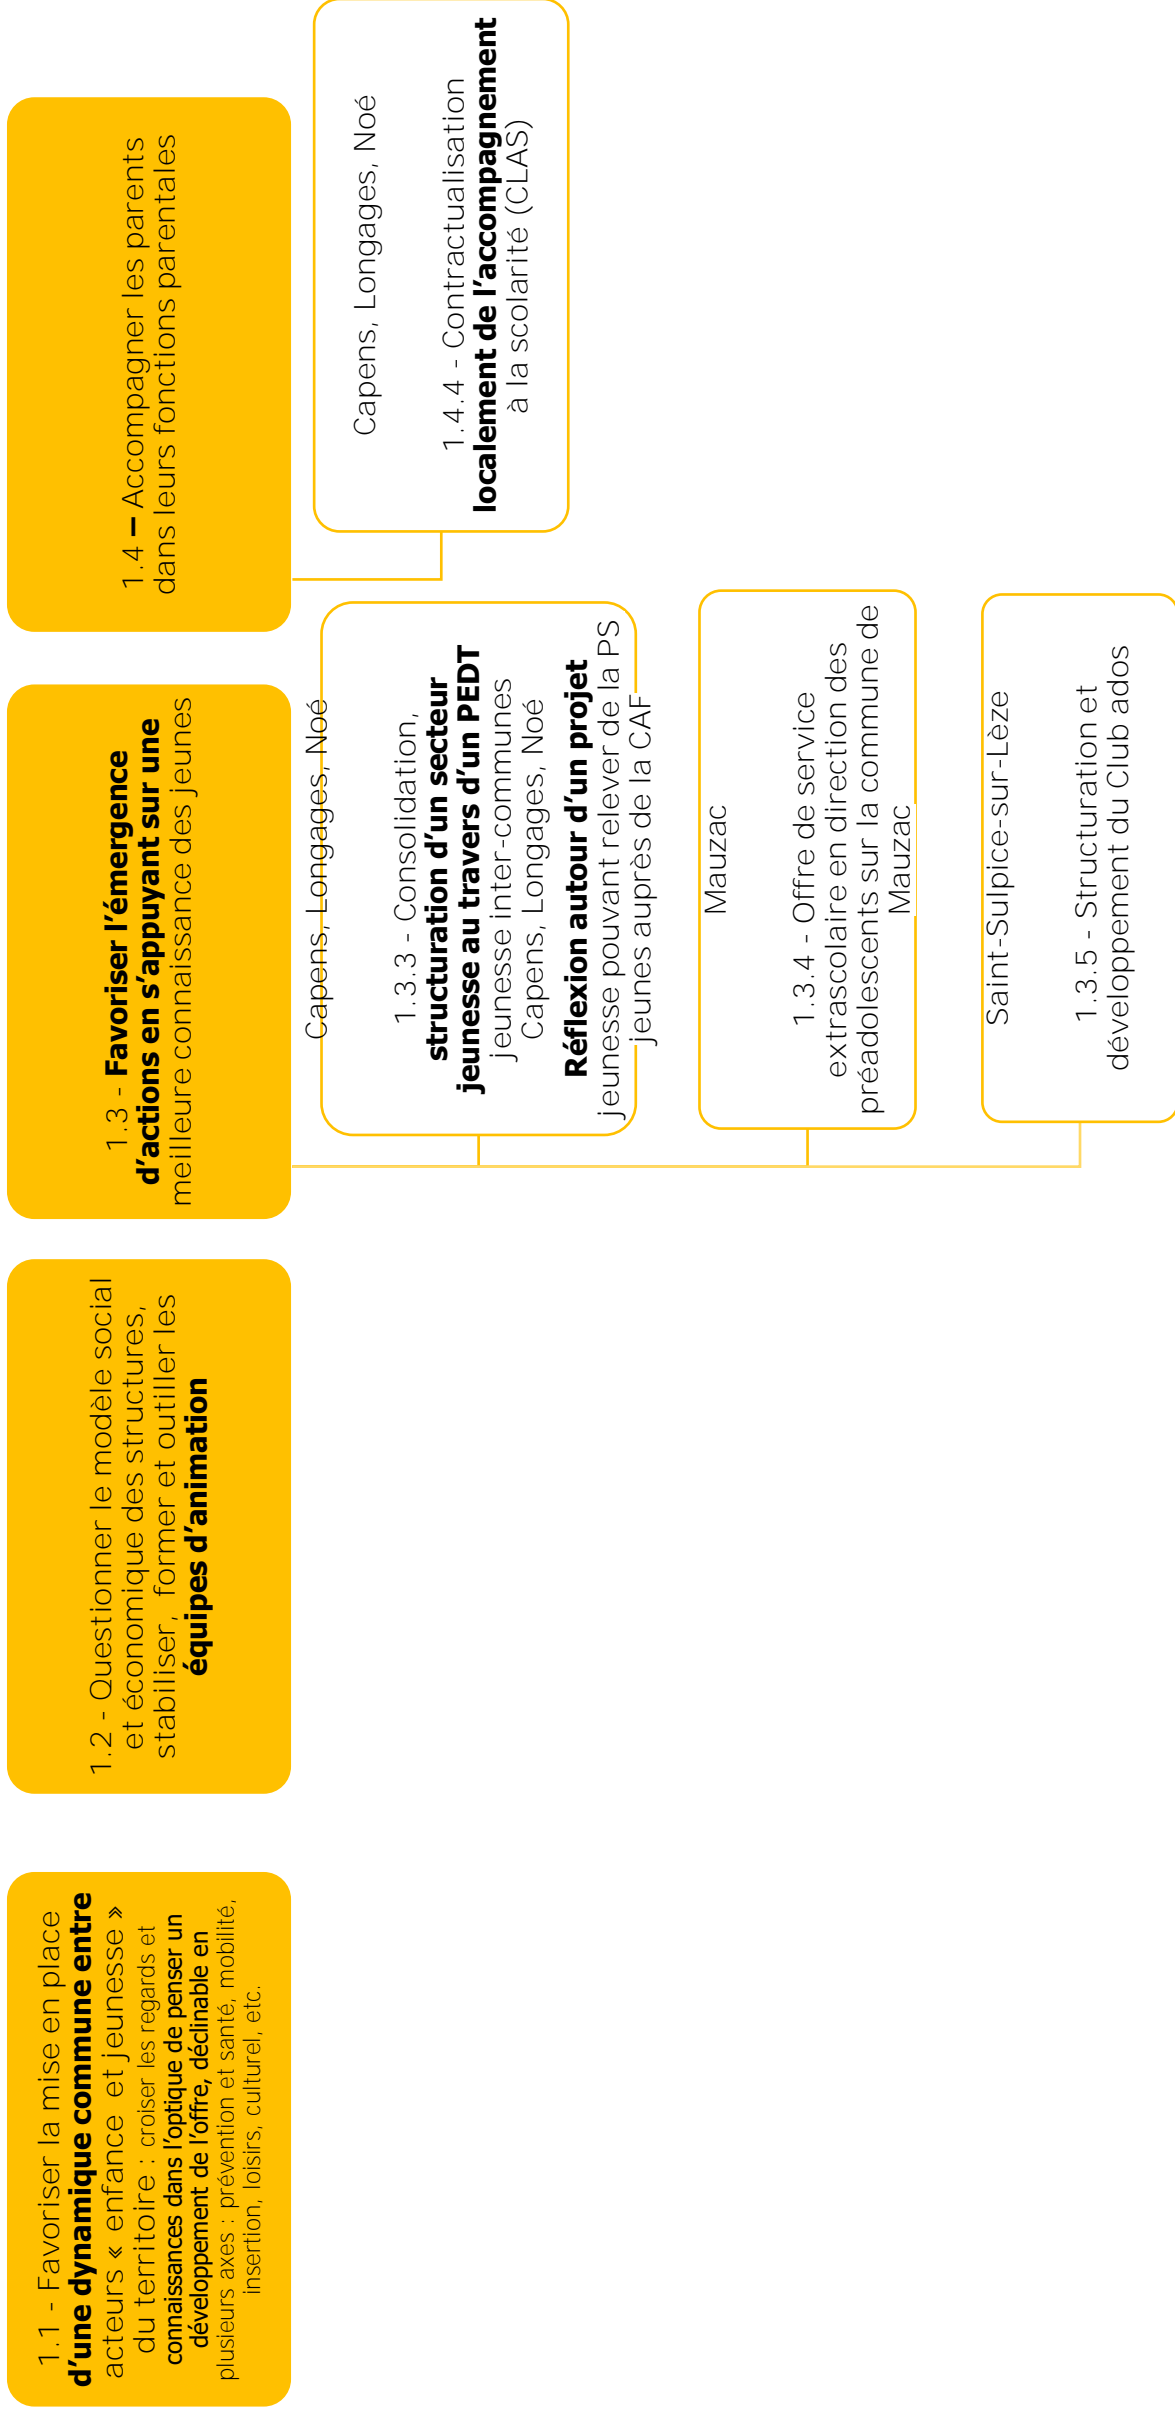 1.1 - Favoriser la mise en place
d’une dynamique commune entre
acteurs « enfance et jeunesse »
du territoire : croiser les regards et
connaissances dans l’optique de penser un
développement de l’offre, déclinable en
plusieurs axes : prévention et santé, mobilité,
insertion, loisirs, culturel, etc.
1.2 - Questionner le modèle social
et économique des structures,
stabiliser, former et outiller les
équipes d’animation
1.3 - Favoriser l’émergence
d’actions en s’appuyant sur une
meilleure connaissance des jeunes
Capens, Longages, Noé
1.3.3 - Consolidation,
structuration d’un secteur
jeunesse au travers d’un PEDT
jeunesse inter-communes
Capens, Longages, Noé
Réflexion autour d’un projet
jeunesse pouvant relever de la PS
jeunes auprès de la CAF
Mauzac
1.3.4 - Offre de service
extrascolaire en direction des
préadolescents sur la commune de
Mauzac
Saint-Sulpice-sur-Lèze
1.3.5 - Structuration et
développement du Club ados
1.4 – Accompagner les parents
dans leurs fonctions parentales
Capens, Longages, Noé
1.4.4 - Contractualisation
localement de l’accompagnement
à la scolarité (CLAS)